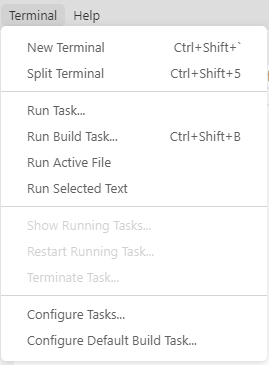 Terminal Help
New Terminal Ctrl+Shift+`
Split Terminal Ctrl+Shift+5
Run Task...
Run Build Task... Ctrl+Shift+B
Run Active File
Run Selected Text
Show Running Tasks...
Restart Running Task...
Terminate Task...
Configure Tasks...
Configure Default Build Task...